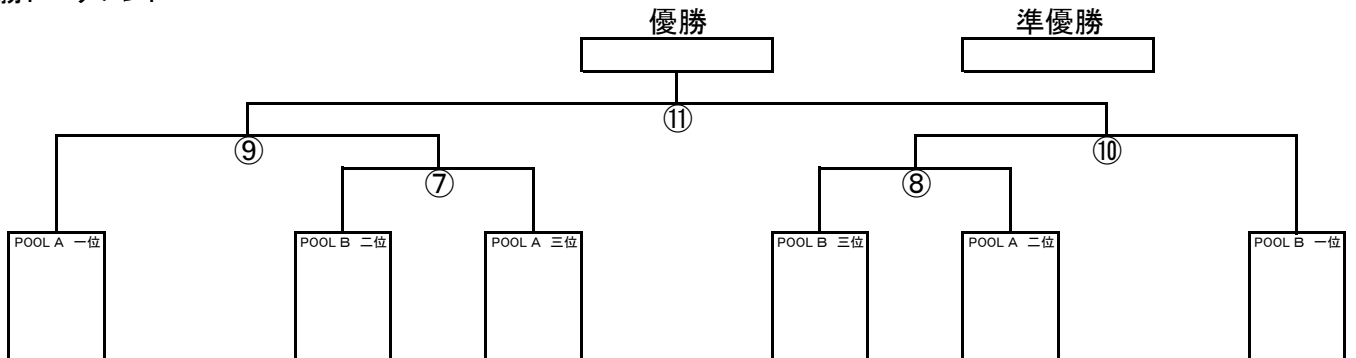 優勝
準優勝
⑪
⑨
⑩
⑦
⑧
POOL A 一位
POOL B 二位
POOL A 三位
POOL B 三位
POOL A 二位
POOL B 一位